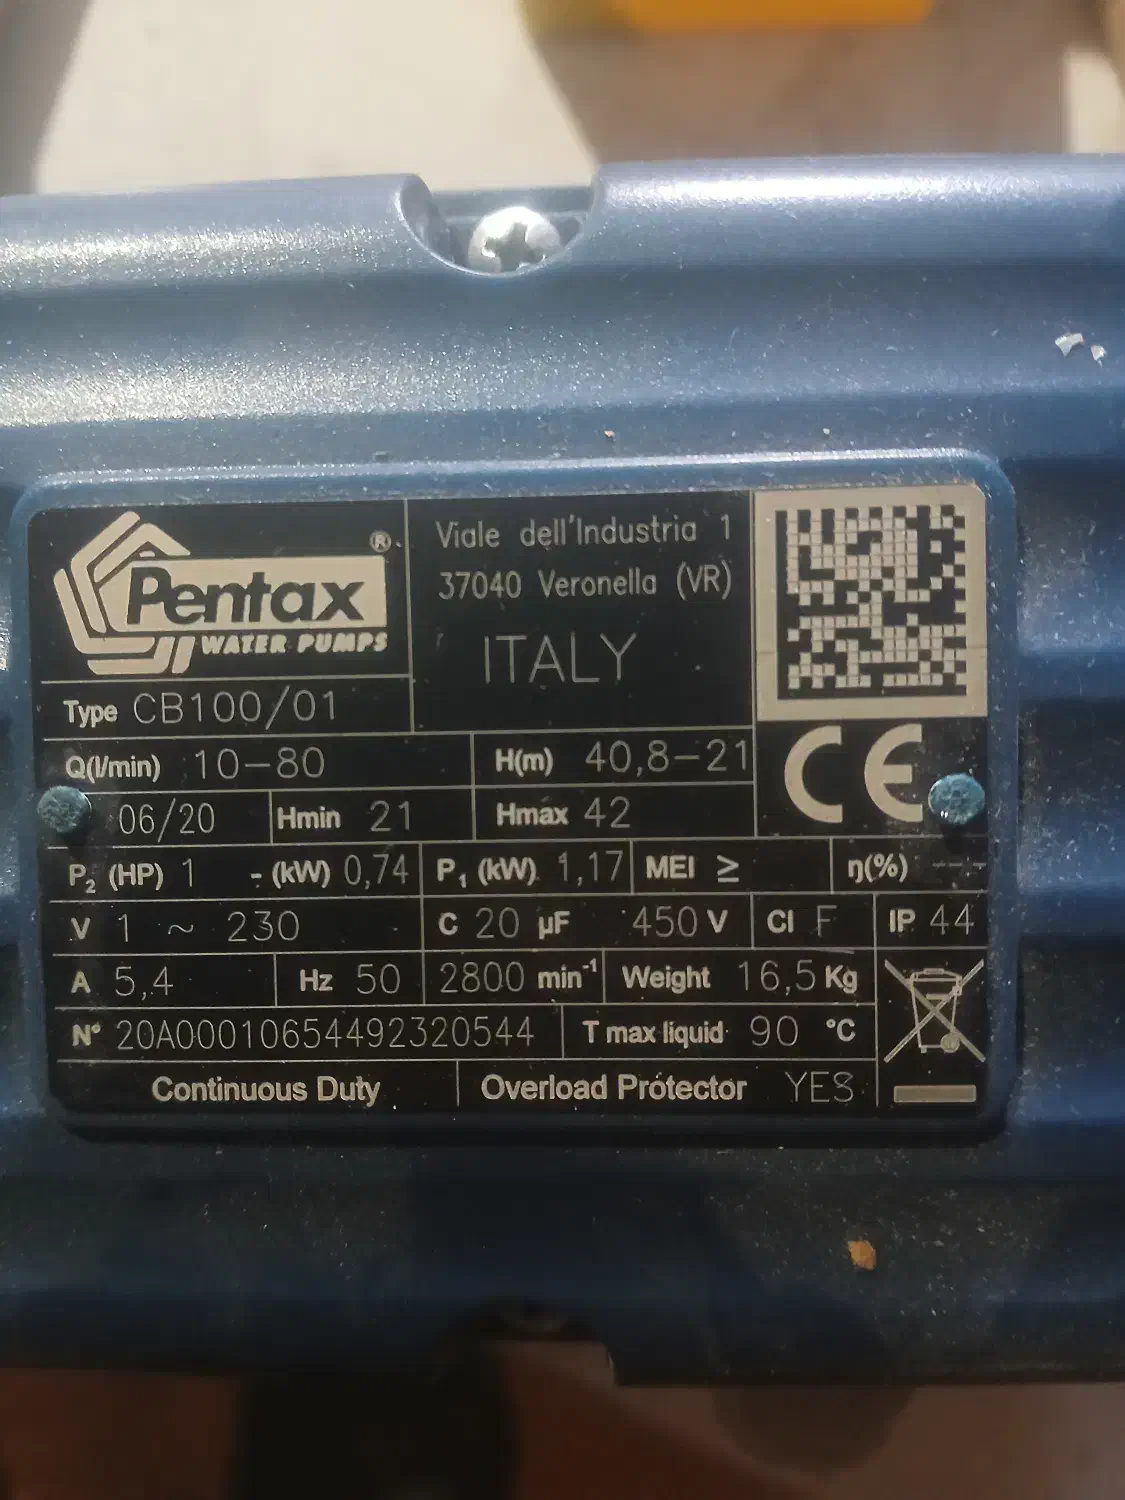 Pentax ®
WATER PUMPS
Viale dell'Industria 1
37040 Veronella (VR)
ITALY
Type CB100/01
Q(l/min) 10-80 H(m) 40,8-21
06/20 Hmin 21 Hmax 42
CE
P2 (HP) 1 - (kW) 0,74 P1 (kW) 1,17 MEI ≥ η(%) ---
V 1 ~ 230 C 20 µF 450 V Cl F IP 44
A 5,4 Hz 50 2800 min-1 Weight 16,5 Kg
N° 20A00010654492320544 T max liquid 90 °C
Continuous Duty Overload Protector YES